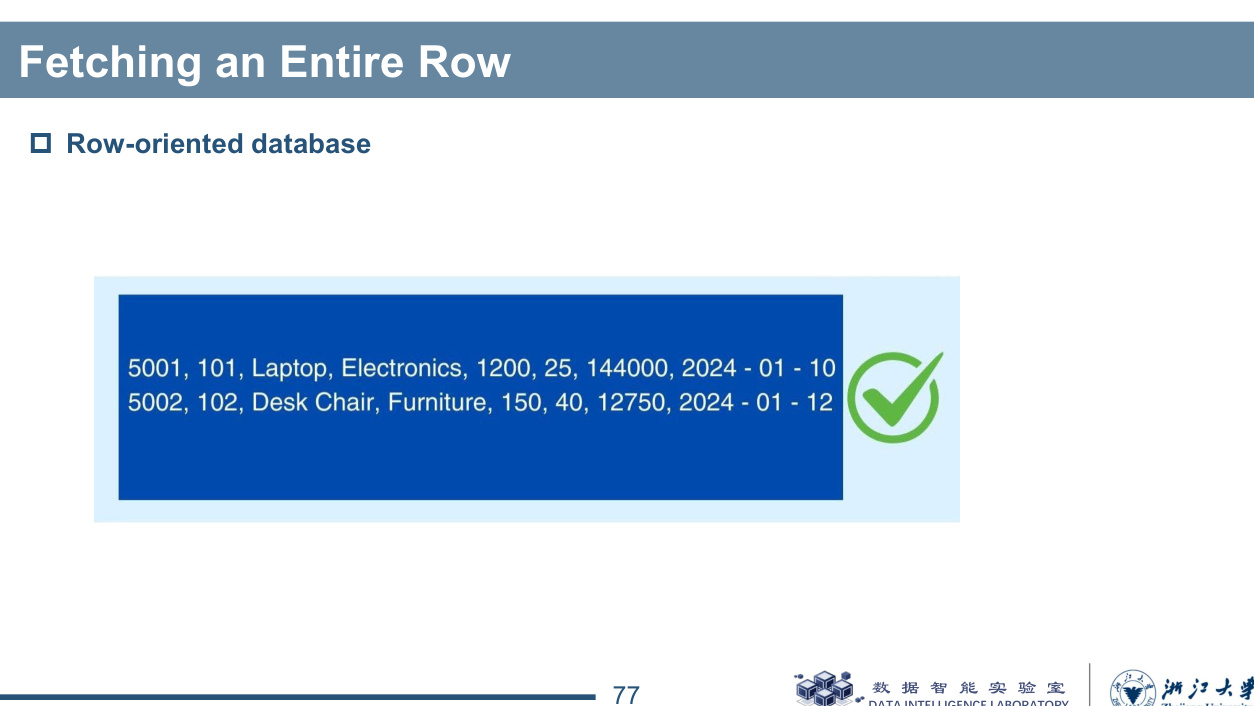 Fetching an Entire Row
Row-oriented database
5001, 101, Laptop, Electronics, 1200, 25, 144000, 2024 - 01 - 10
5002, 102, Desk Chair, Furniture, 150, 40, 12750, 2024 - 01 - 12
77
数据智能实验室
DATA INTELLIGENCE LABORATORY
浙江大学
Zhejiang University